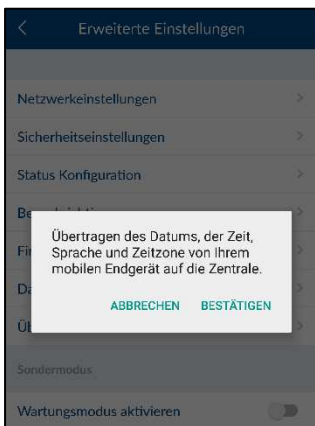 Erweiterte Einstellungen
Netzwerkeinstellungen
Sicherheitseinstellungen
Status Konfiguration
Übertragen des Datums, der Zeit,
Sprache und Zeitzone von Ihrem
mobilen Endgerät auf die Zentrale.
ABBRECHEN BESTÄTIGEN
Sondermodus
Wartungsmodus aktivieren